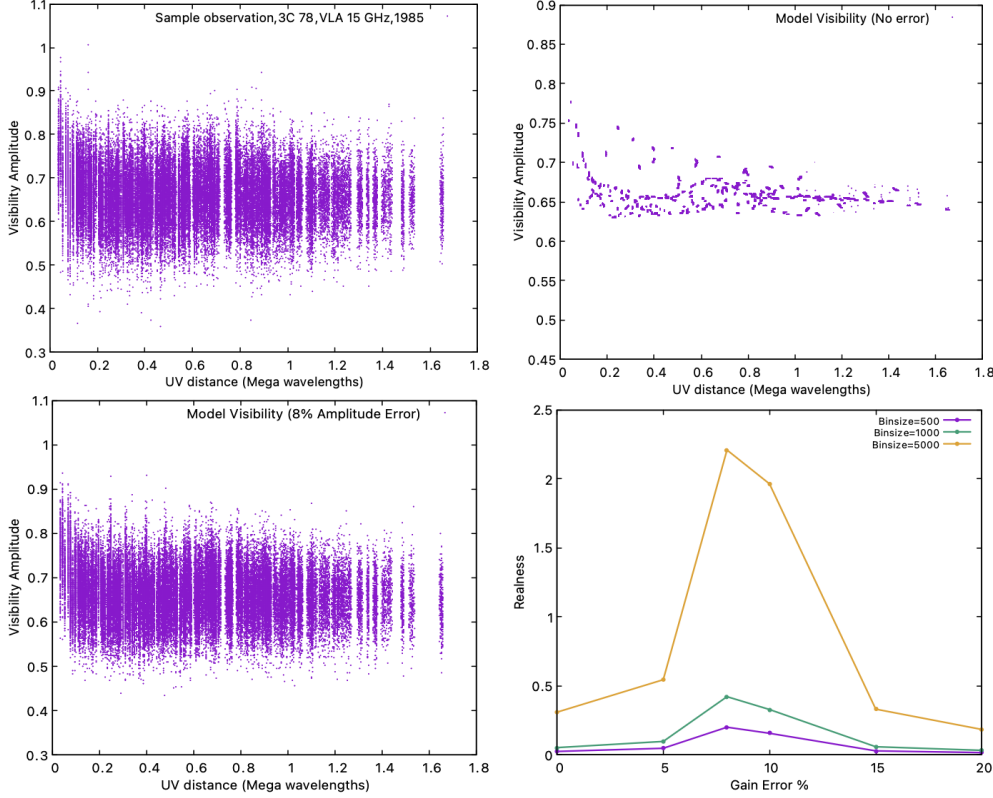 Sample observation,3C 78,VLA 15 GHz,1985
Visibility Amplitude
1.1
1
0.9
0.8
0.7
0.6
0.5
0.4
0.3
0 0.2 0.4 0.6 0.8 1 1.2 1.4 1.6 1.8
UV distance (Mega wavelengths)
Model Visibility (No error)
Visibility Amplitude
0.9
0.85
0.8
0.75
0.7
0.65
0.6
0.55
0.5
0.45
0 0.2 0.4 0.6 0.8 1 1.2 1.4 1.6 1.8
UV distance (Mega wavelengths)
Model Visibility (8% Amplitude Error)
Visibility Amplitude
1.1
1
0.9
0.8
0.7
0.6
0.5
0.4
0.3
0 0.2 0.4 0.6 0.8 1 1.2 1.4 1.6 1.8
UV distance (Mega wavelengths)
Binsize=500
Binsize=1000
Binsize=5000
Realness
2.5
2
1.5
1
0.5
0
0 5 10 15 20
Gain Error %